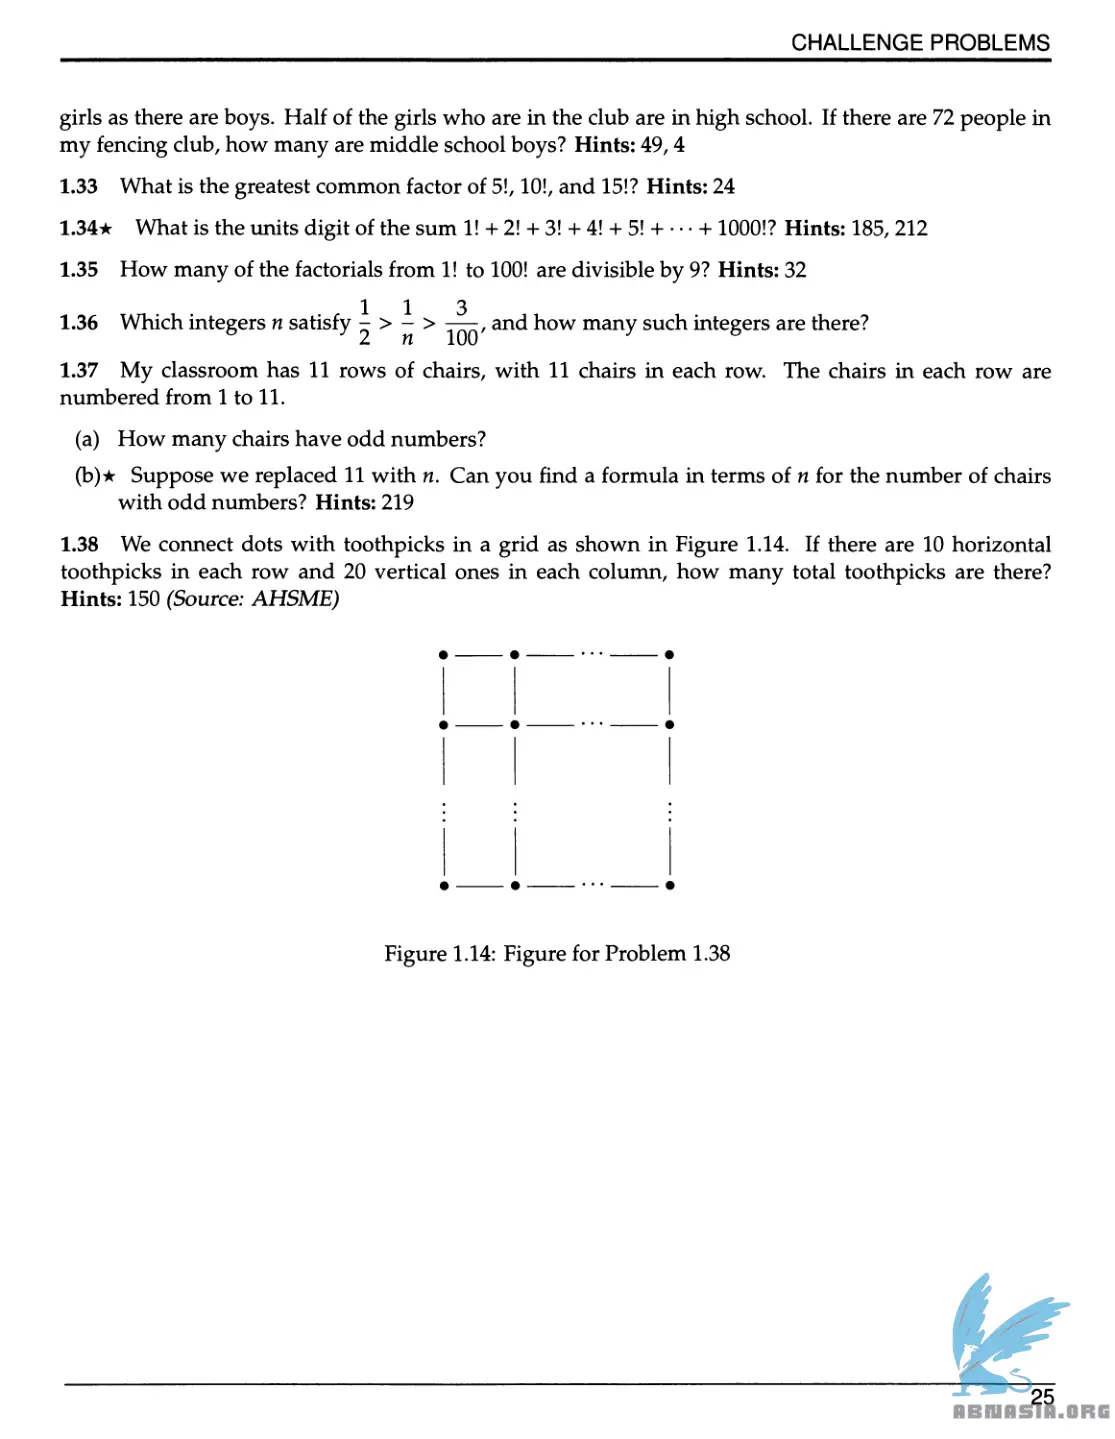 CHALLENGE PROBLEMS
girls as there are boys. Half of the girls who are in the club are in high school. If there are 72 people in
my fencing club, how many are middle school boys? Hints: 49, 4
1.33 What is the greatest common factor of 5!, 10!, and 15!? Hints: 24
1.34★ What is the units digit of the sum 1! + 2! + 3! + 4! + 5! + ··· + 1000!? Hints: 185, 212
1.35 How many of the factorials from 1! to 100! are divisible by 9? Hints: 32
1.36 Which integers n satisfy 1/2 > 1/n > 3/100, and how many such integers are there?
1.37 My classroom has 11 rows of chairs, with 11 chairs in each row. The chairs in each row are
numbered from 1 to 11.
(a) How many chairs have odd numbers?
(b)★ Suppose we replaced 11 with n. Can you find a formula in terms of n for the number of chairs
with odd numbers? Hints: 219
1.38 We connect dots with toothpicks in a grid as shown in Figure 1.14. If there are 10 horizontal
toothpicks in each row and 20 vertical ones in each column, how many total toothpicks are there?
Hints: 150 (Source: AHSME)
Figure 1.14: Figure for Problem 1.38
25
ABNASIA.ORG